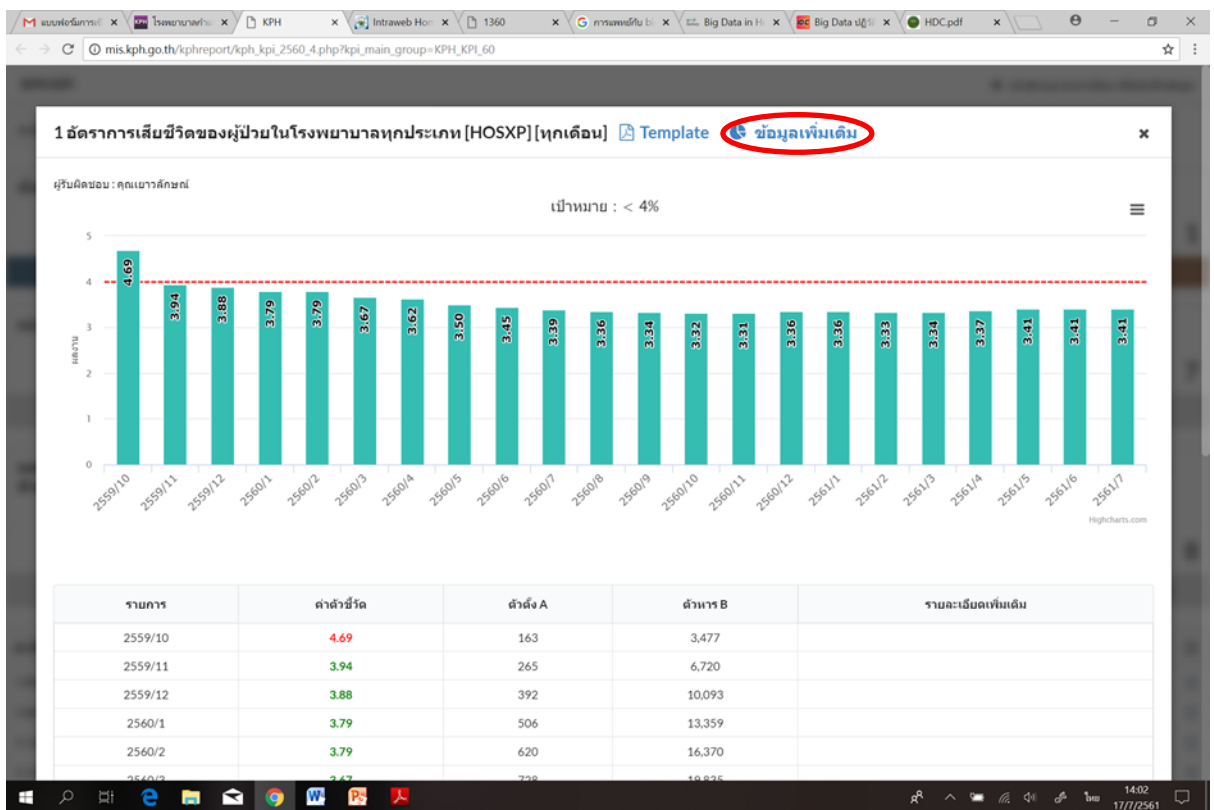 แบบฟอร์มการเ
โรงพยาบาลกำแ
KPH
Intraweb Hom
1360
การแพทย์กับ bi
Big Data in H
Big Data ปฏิวั
HDC.pdf
mis.kph.go.th/kphreport/kph_kpi_2560_4.php?kpi_main_group=KPH_KPI_60
1 อัตราการเสียชีวิตของผู้ป่วยในโรงพยาบาลทุกประเภท [HOSXP] [ทุกเดือน] Template ข้อมูลเพิ่มเติม
ผู้รับผิดชอบ : คุณเยาวลักษณ์
เป้าหมาย : < 4%
ผลงาน
5
4
3
2
1
0
4.69 3.94 3.88 3.79 3.79 3.67 3.62 3.50 3.45 3.39 3.36 3.34 3.32 3.31 3.36 3.36 3.33 3.34 3.37 3.41 3.41 3.41
2559/10 2559/11 2559/12 2560/1 2560/2 2560/3 2560/4 2560/5 2560/6 2560/7 2560/8 2560/9 2560/10 2560/11 2560/12 2561/1 2561/2 2561/3 2561/4 2561/5 2561/6 2561/7
Highcharts.com
รายการ ค่าตัวชี้วัด ตัวตั้ง A ตัวหาร B รายละเอียดเพิ่มเติม
2559/10 4.69 163 3,477
2559/11 3.94 265 6,720
2559/12 3.88 392 10,093
2560/1 3.79 506 13,359
2560/2 3.79 620 16,370
2560/3 3.67 728 19,835
ไทย
14:02
17/7/2561